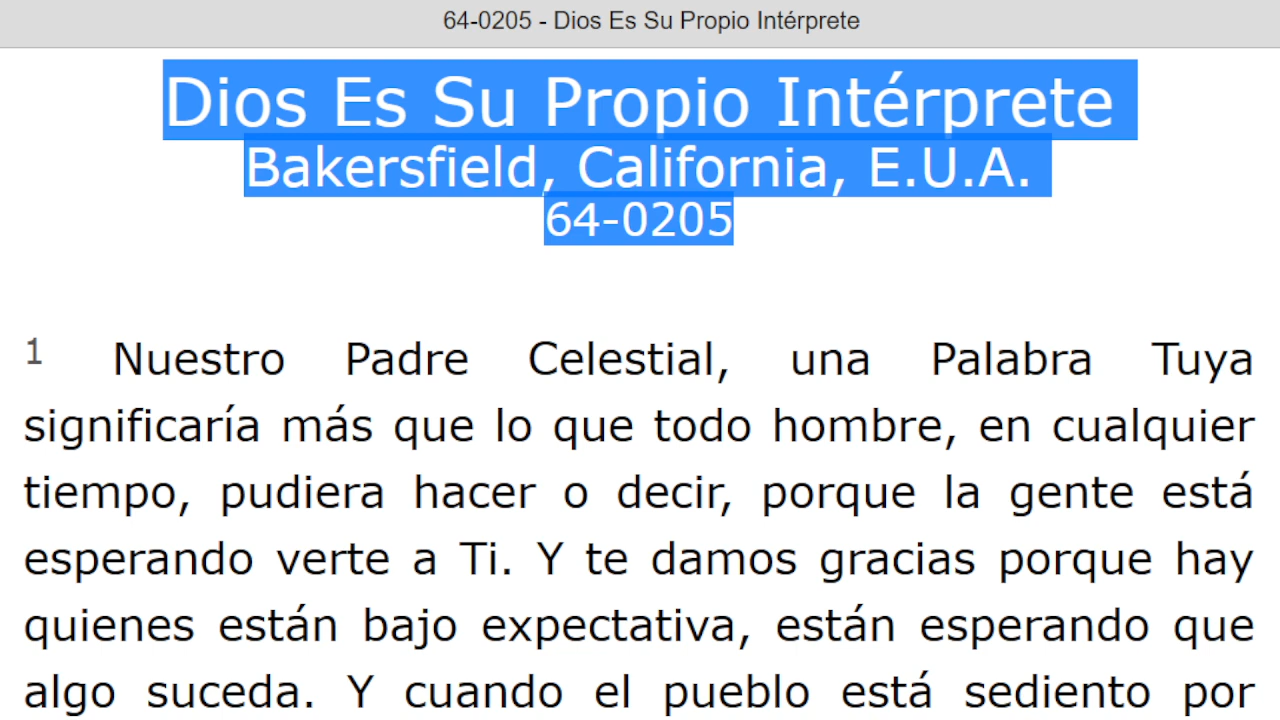 64-0205 - Dios Es Su Propio Intérprete
Dios Es Su Propio Intérprete
Bakersfield, California, E.U.A.
64-0205
1 Nuestro Padre Celestial, una Palabra Tuya
significaría más que lo que todo hombre, en cualquier
tiempo, pudiera hacer o decir, porque la gente está
esperando verte a Ti. Y te damos gracias porque hay
quienes están bajo expectativa, están esperando que
algo suceda. Y cuando el pueblo está sediento por